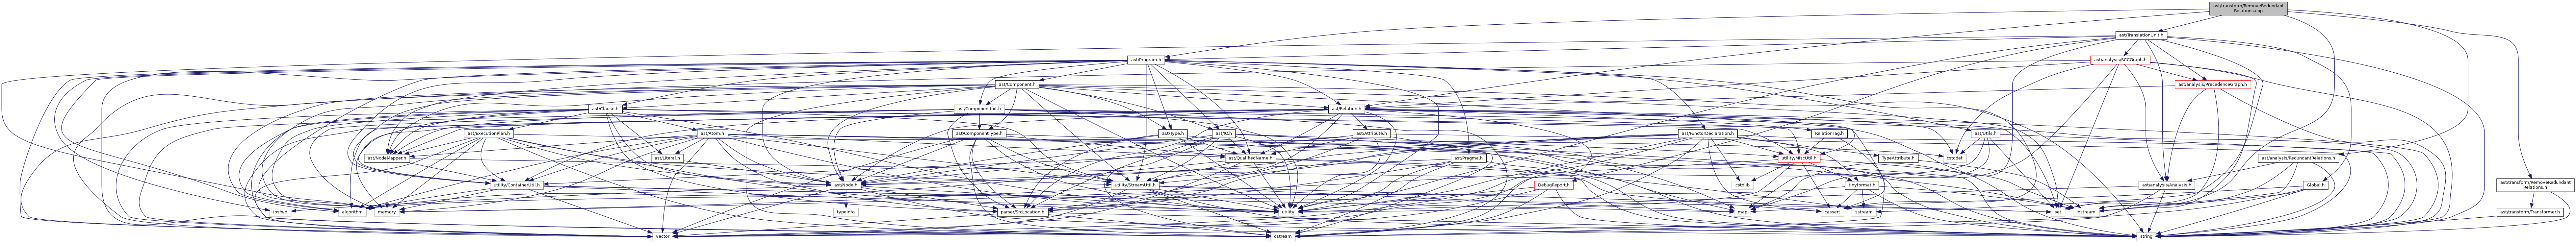 ast/transform/RemoveRedundant
Relations.cpp
ast/TranslationUnit.h
ast/Program.h
ast/analysis/SCCGraph.h
ast/Component.h
ast/analysis/PrecedenceGraph.h
ast/Clause.h
ast/ComponentInit.h
ast/Relation.h
ast/ExecutionPlan.h
ast/Atom.h
ast/ComponentType.h
ast/Type.h
ast/IO.h
ast/Attribute.h
ast/FunctorDeclaration.h
RelationTag.h
ast/Utils.h
ast/NodeMapper.h
ast/Literal.h
ast/QualifiedName.h
ast/Pragma.h
utility/MiscUtil.h
TypeAttribute.h
cstddef
ast/analysis/RedundantRelations.h
utility/ContainerUtil.h
ast/Node.h
utility/StreamUtil.h
DebugReport.h
cstdlib
tinyformat.h
ast/analysis/Analysis.h
Global.h
ast/transform/RemoveRedundant
Relations.h
iosfwd
algorithm
memory
typeinfo
parser/SrcLocation.h
utility
map
cassert
sstream
set
iostream
ast/transform/Transformer.h
vector
ostream
string